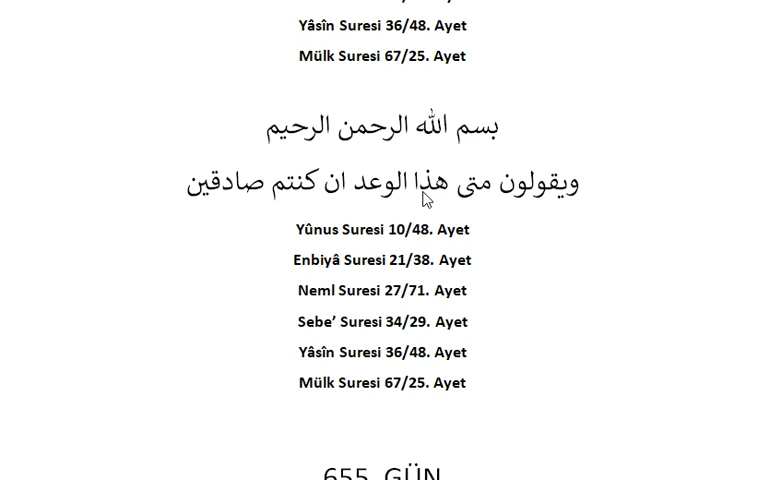 Yâsîn Suresi 36/48. Ayet
Mülk Suresi 67/25. Ayet
بسم الله الرحمن الرحيم
ويقولون متى هذا الوعد ان كنتم صادقين
Yûnus Suresi 10/48. Ayet
Enbiyâ Suresi 21/38. Ayet
Neml Suresi 27/71. Ayet
Sebe’ Suresi 34/29. Ayet
Yâsîn Suresi 36/48. Ayet
Mülk Suresi 67/25. Ayet
655. GÜN